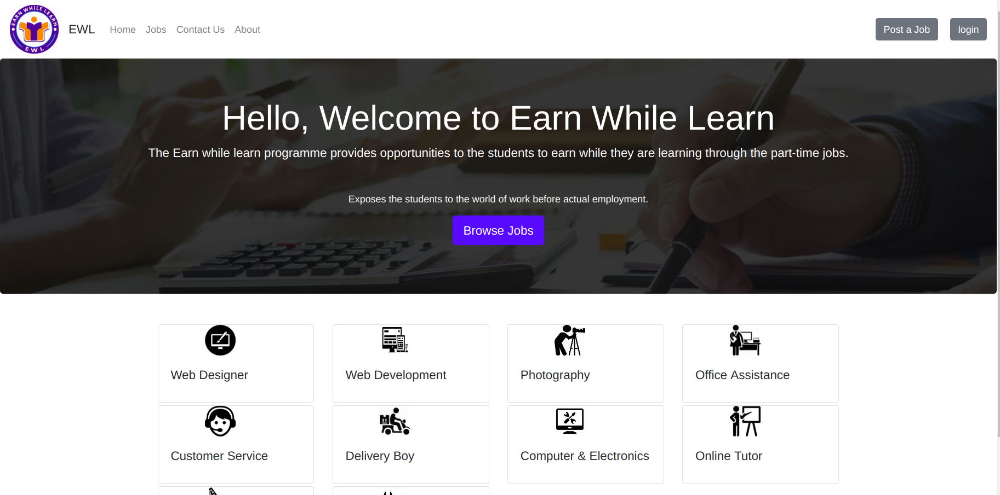 EARN WHILE LEARN
EWL
EWL
Home
Jobs
Contact Us
About
Post a Job
login
Hello, Welcome to Earn While Learn
The Earn while learn programme provides opportunities to the students to earn while they are learning through the part-time jobs.
Exposes the students to the world of work before actual employment.
Browse Jobs
Web Designer
Web Development
Photography
Office Assistance
Customer Service
Delivery Boy
Computer & Electronics
Online Tutor